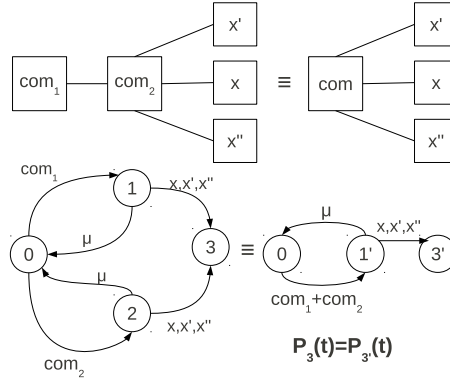 x'
x'
com₁
com₂
x
≡
com
x
x''
x''
com₁
1
x,x',x''
μ
μ
x,x',x''
0
3
≡
0
1'
3'
μ
2
x,x',x''
com₁+com₂
com₂
P₃(t)=P₃'(t)